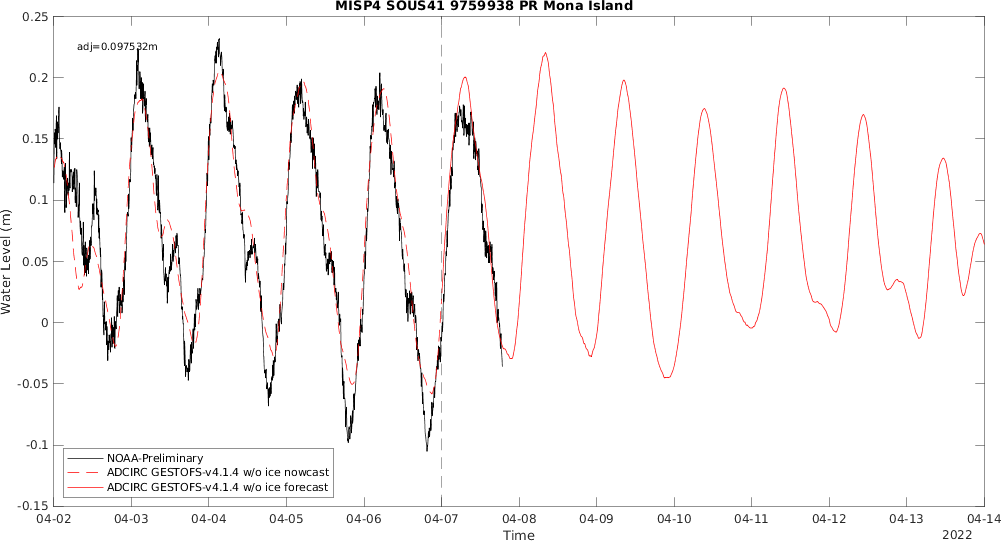 MISP4 SOUS41 9759938 PR Mona Island
adj=0.097532m
0.25
0.2
0.15
0.1
0.05
0
-0.05
-0.1
-0.15
Water Level (m)
NOAA-Preliminary
ADCIRC GESTOFS-v4.1.4 w/o ice nowcast
ADCIRC GESTOFS-v4.1.4 w/o ice forecast
04-02 04-03 04-04 04-05 04-06 04-07 04-08 04-09 04-10 04-11 04-12 04-13 04-14
Time
2022